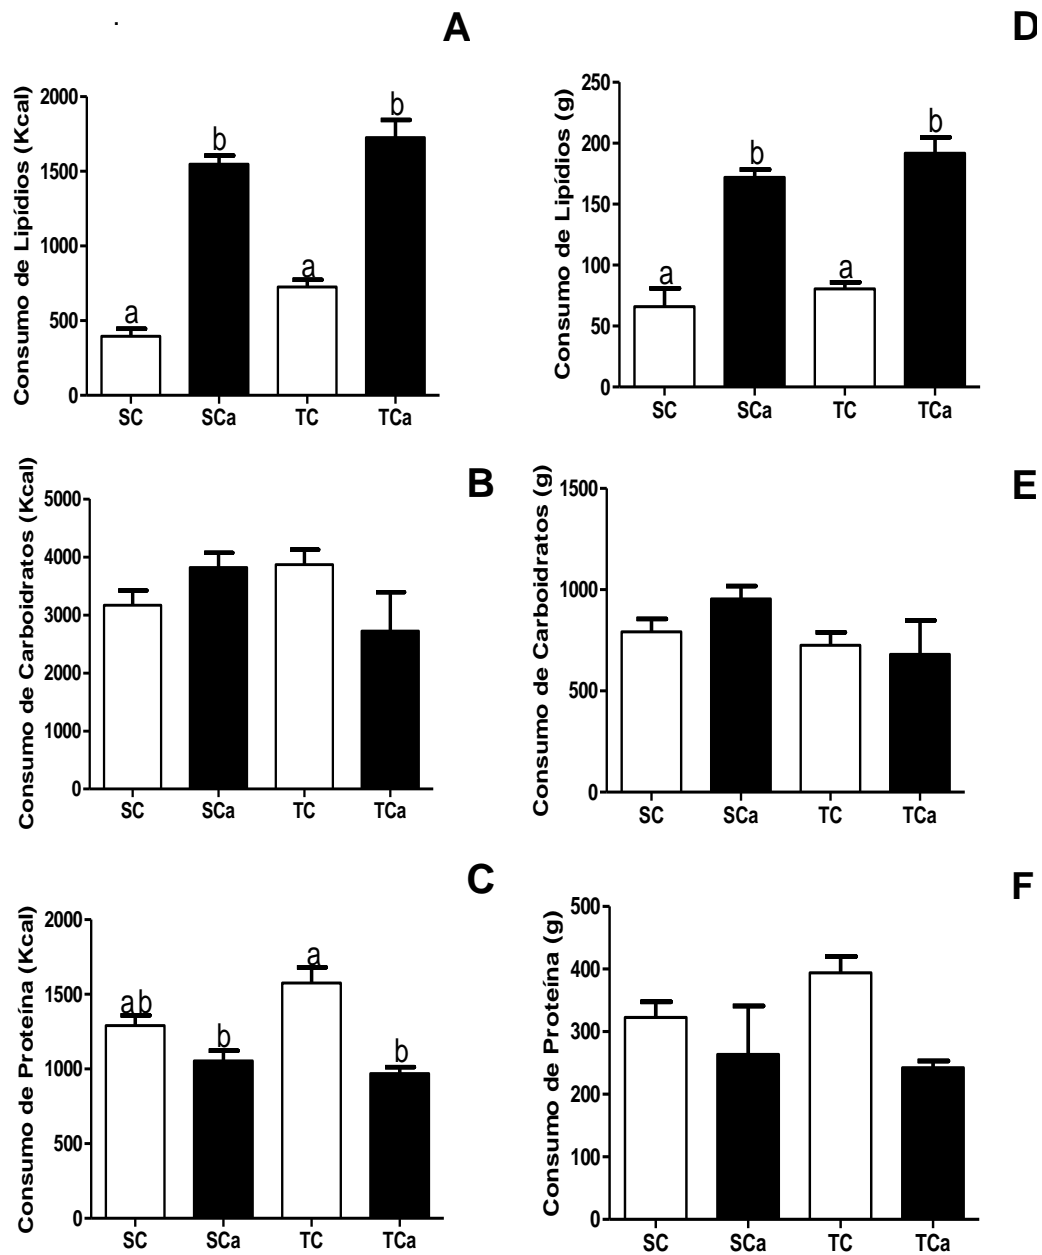 A
Consumo de Lipídios (Kcal)
2000
1500
1000
500
0
a
b
a
b
SC SCa TC TCa
D
Consumo de Lipídios (g)
250
200
150
100
50
0
a
b
a
b
SC SCa TC TCa
B
Consumo de Carboidratos (Kcal)
5000
4000
3000
2000
1000
0
SC SCa TC TCa
E
Consumo de Carboidratos (g)
1500
1000
500
0
SC SCa TC TCa
C
Consumo de Proteína (Kcal)
2000
1500
1000
500
0
ab
b
a
b
SC SCa TC TCa
F
Consumo de Proteína (g)
500
400
300
200
100
0
SC SCa TC TCa